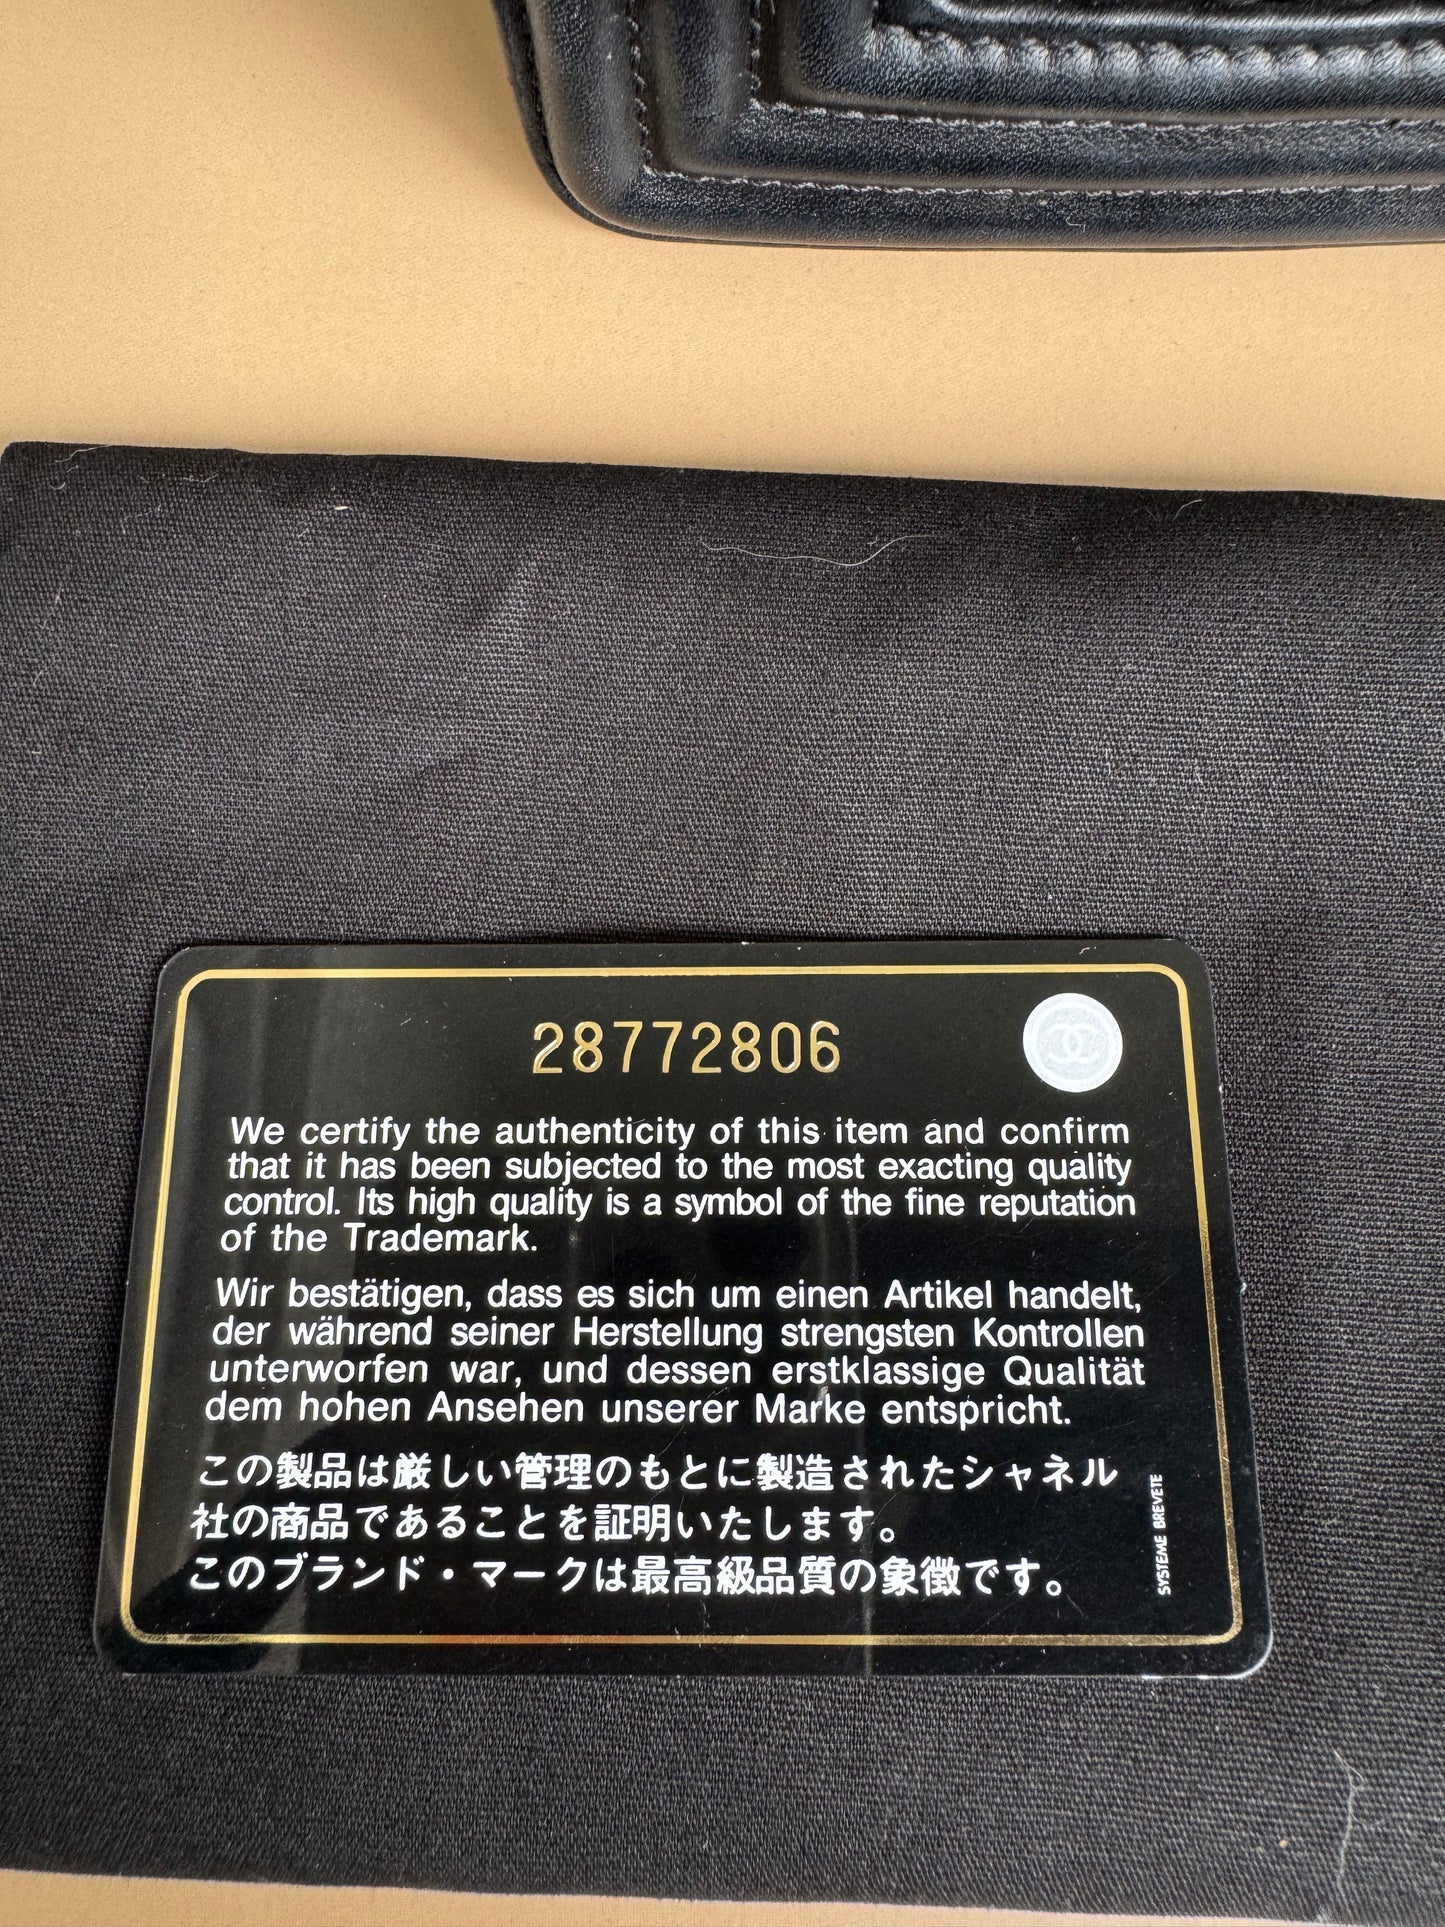 28772806
We certify the authenticity of this item and confirm
that it has been subjected to the most exacting quality
control. Its high quality is a symbol of the fine reputation
of the Trademark.
Wir bestätigen, dass es sich um einen Artikel handelt,
der während seiner Herstellung strengsten Kontrollen
unterworfen war, und dessen erstklassige Qualität
dem hohen Ansehen unserer Marke entspricht.
この製品は厳しい管理のもとに製造されたシャネル
社の商品であることを証明いたします。
このブランド・マークは最高級品質の象徴です。
SYSTEME BREVETE